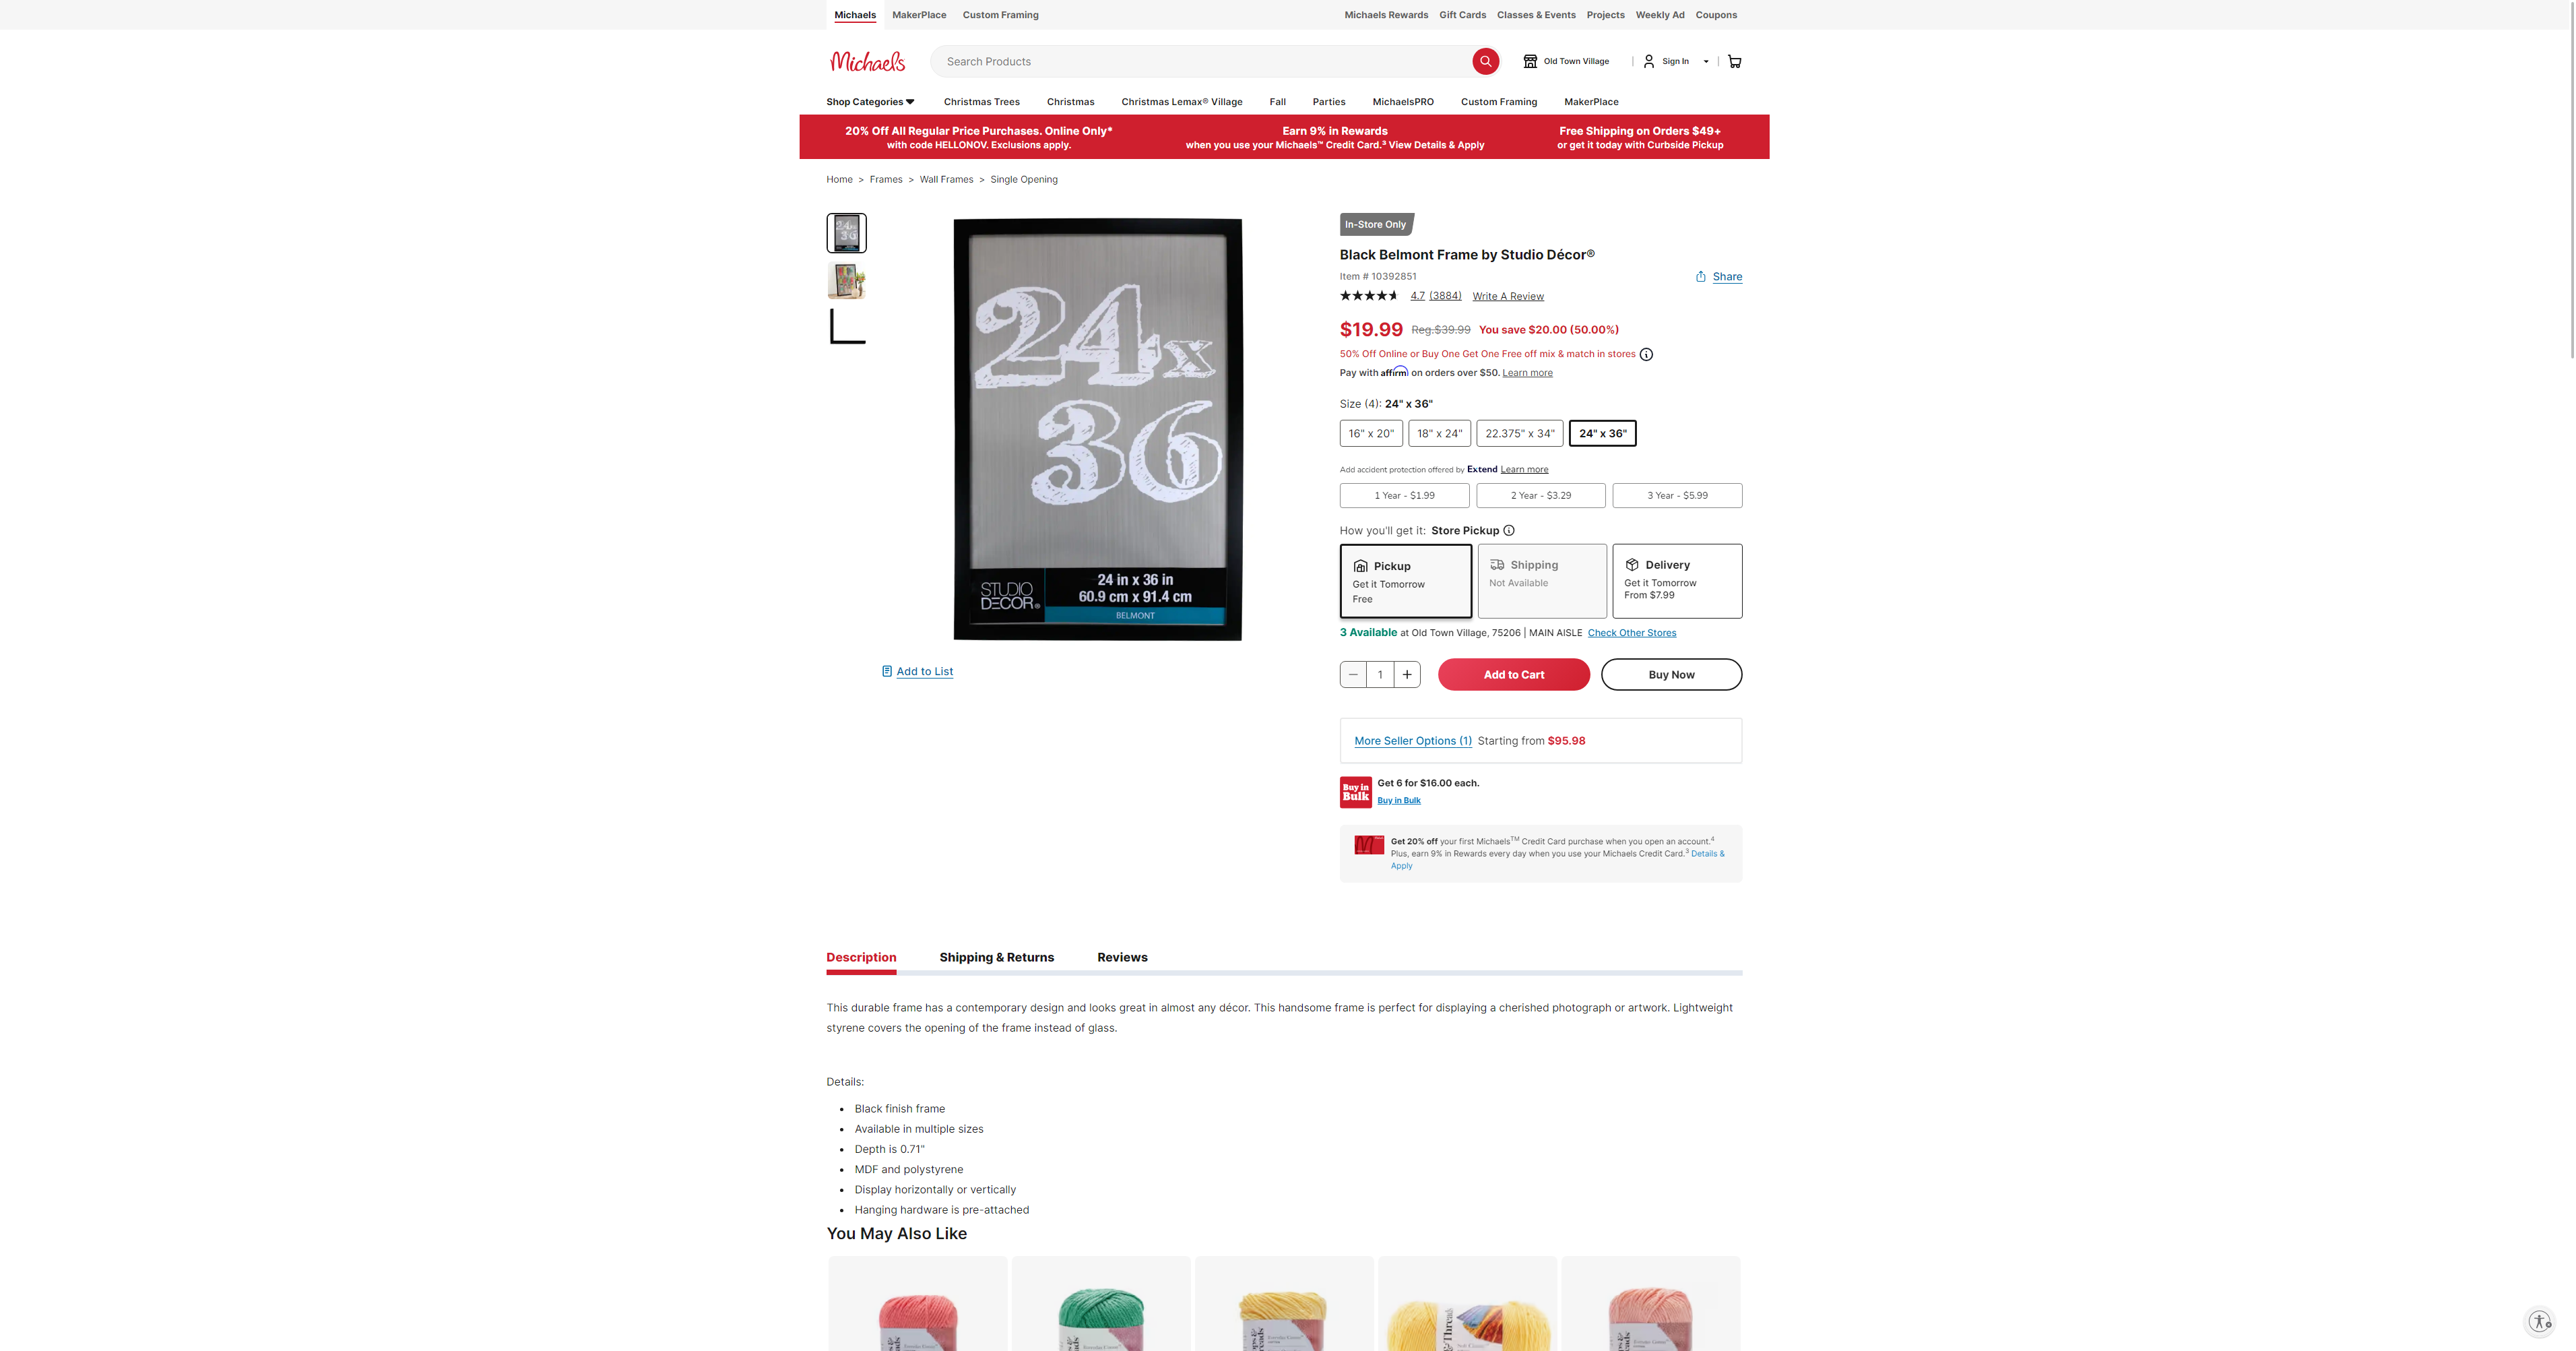 Michaels MakerPlace Custom Framing
Michaels Rewards Gift Cards Classes & Events Projects Weekly Ad Coupons
Michaels
Search Products
Old Town Village | Sign In |
Shop Categories Christmas Trees Christmas Christmas Lemax® Village Fall Parties MichaelsPRO Custom Framing MakerPlace
20% Off All Regular Price Purchases. Online Only*
with code HELLONOV. Exclusions apply.
Earn 9% in Rewards
when you use your Michaels™ Credit Card.³ View Details & Apply
Free Shipping on Orders $49+
or get it today with Curbside Pickup
Home > Frames > Wall Frames > Single Opening
24x
36
STUDIO
DECOR®
24 in x 36 in
60.9 cm x 91.4 cm
BELMONT
Add to List
In-Store Only
Black Belmont Frame by Studio Décor®
Item # 10392851
Share
4.7 (3884) Write A Review
$19.99 Reg.$39.99 You save $20.00 (50.00%)
50% Off Online or Buy One Get One Free off mix & match in stores
Pay with affirm on orders over $50. Learn more
Size (4): 24" x 36"
16" x 20" 18" x 24" 22.375" x 34" 24" x 36"
Add accident protection offered by Extend Learn more
1 Year - $1.99 2 Year - $3.29 3 Year - $5.99
How you'll get it: Store Pickup
Pickup
Get it Tomorrow
Free
Shipping
Not Available
Delivery
Get it Tomorrow
From $7.99
3 Available at Old Town Village, 75206 | MAIN AISLE Check Other Stores
1 Add to Cart Buy Now
More Seller Options (1) Starting from $95.98
Buy in
Bulk
Get 6 for $16.00 each.
Buy in Bulk
Get 20% off your first Michaels™ Credit Card purchase when you open an account.⁴
Plus, earn 9% in Rewards every day when you use your Michaels Credit Card.³ Details &
Apply
Description Shipping & Returns Reviews
This durable frame has a contemporary design and looks great in almost any décor. This handsome frame is perfect for displaying a cherished photograph or artwork. Lightweight
styrene covers the opening of the frame instead of glass.
Details:
• Black finish frame
• Available in multiple sizes
• Depth is 0.71"
• MDF and polystyrene
• Display horizontally or vertically
• Hanging hardware is pre-attached
You May Also Like